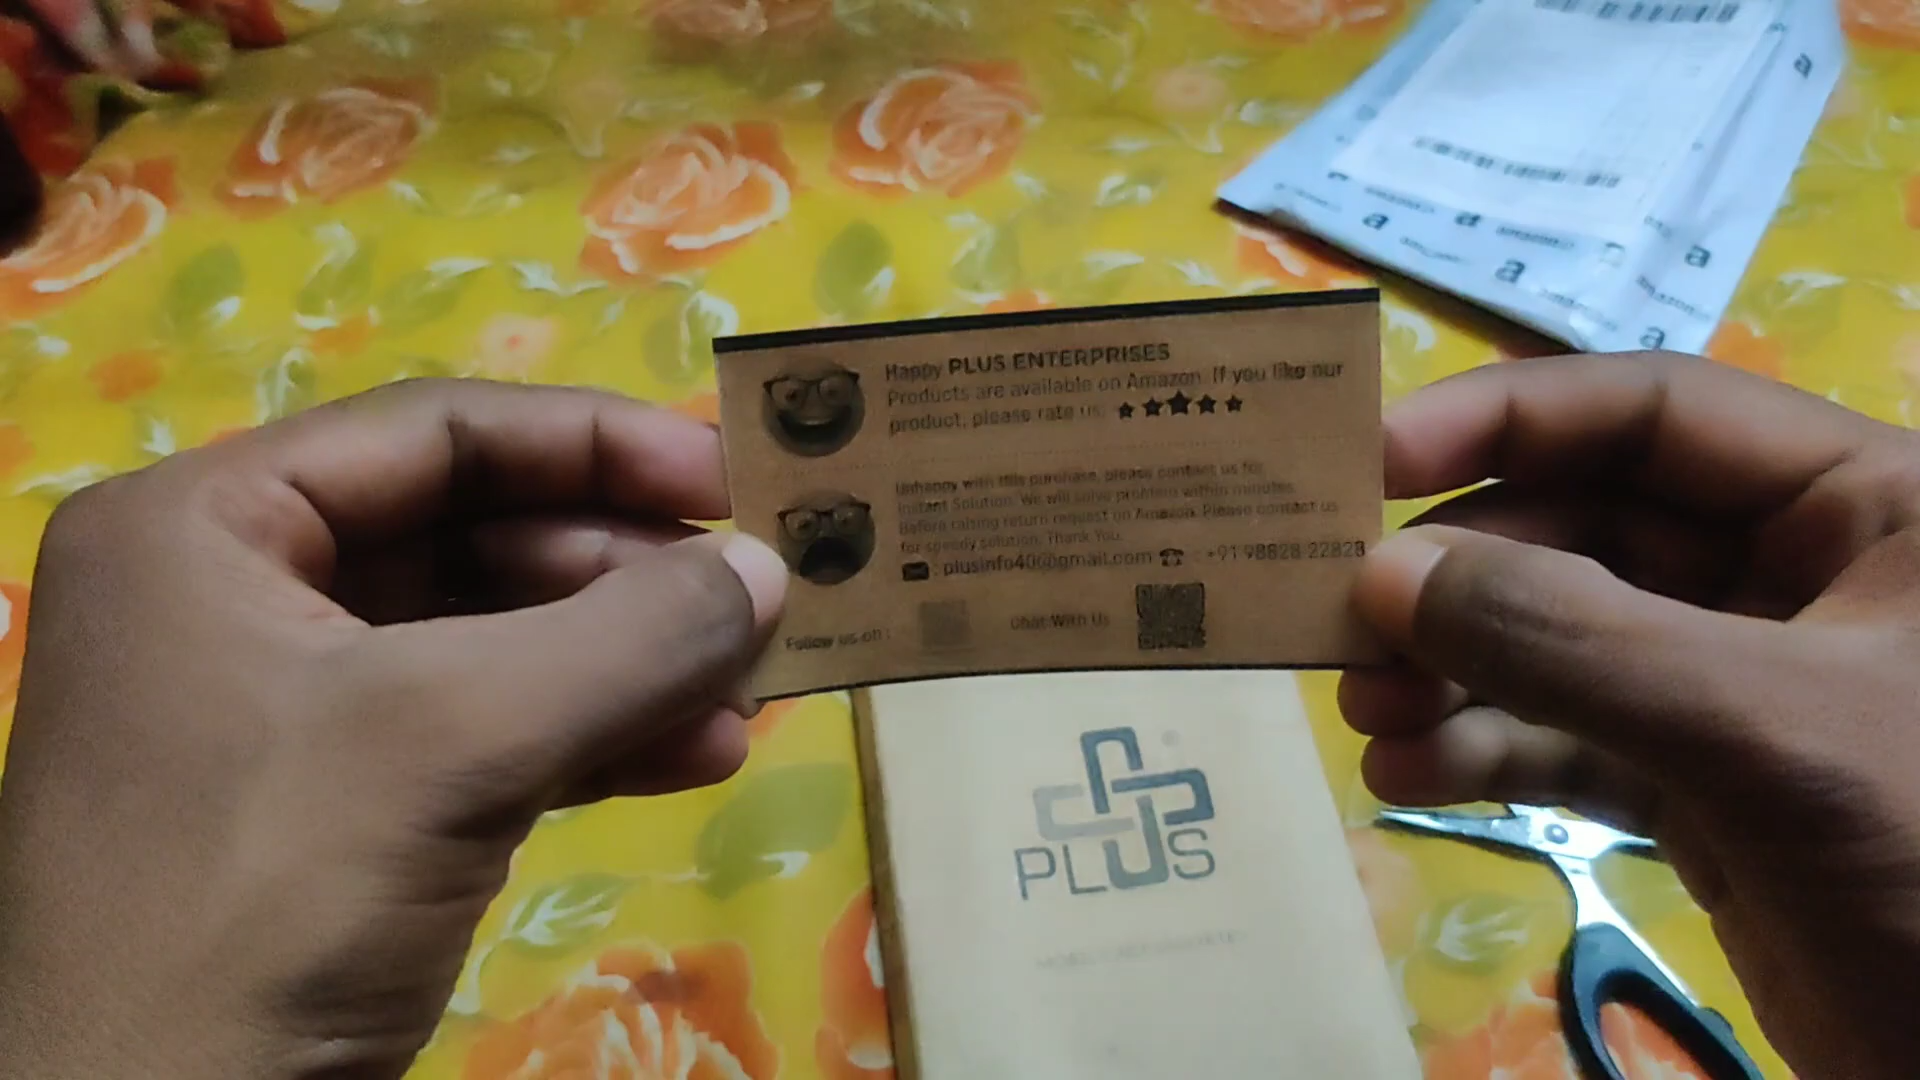 Happy PLUS ENTERPRISES
Products are available on Amazon. If you like our
product, please rate us.
Unhappy with this purchase, please contact us for
Instant Solution. We will solve problem within minutes.
Before raising return request on Amazon. Please contact us
for speedy solution, Thank You.
: plusinfo40@gmail.com : +91 98828 22828
Follow us on : Chat With Us
PLUS
®
a
a
a
amazon
a
a
a